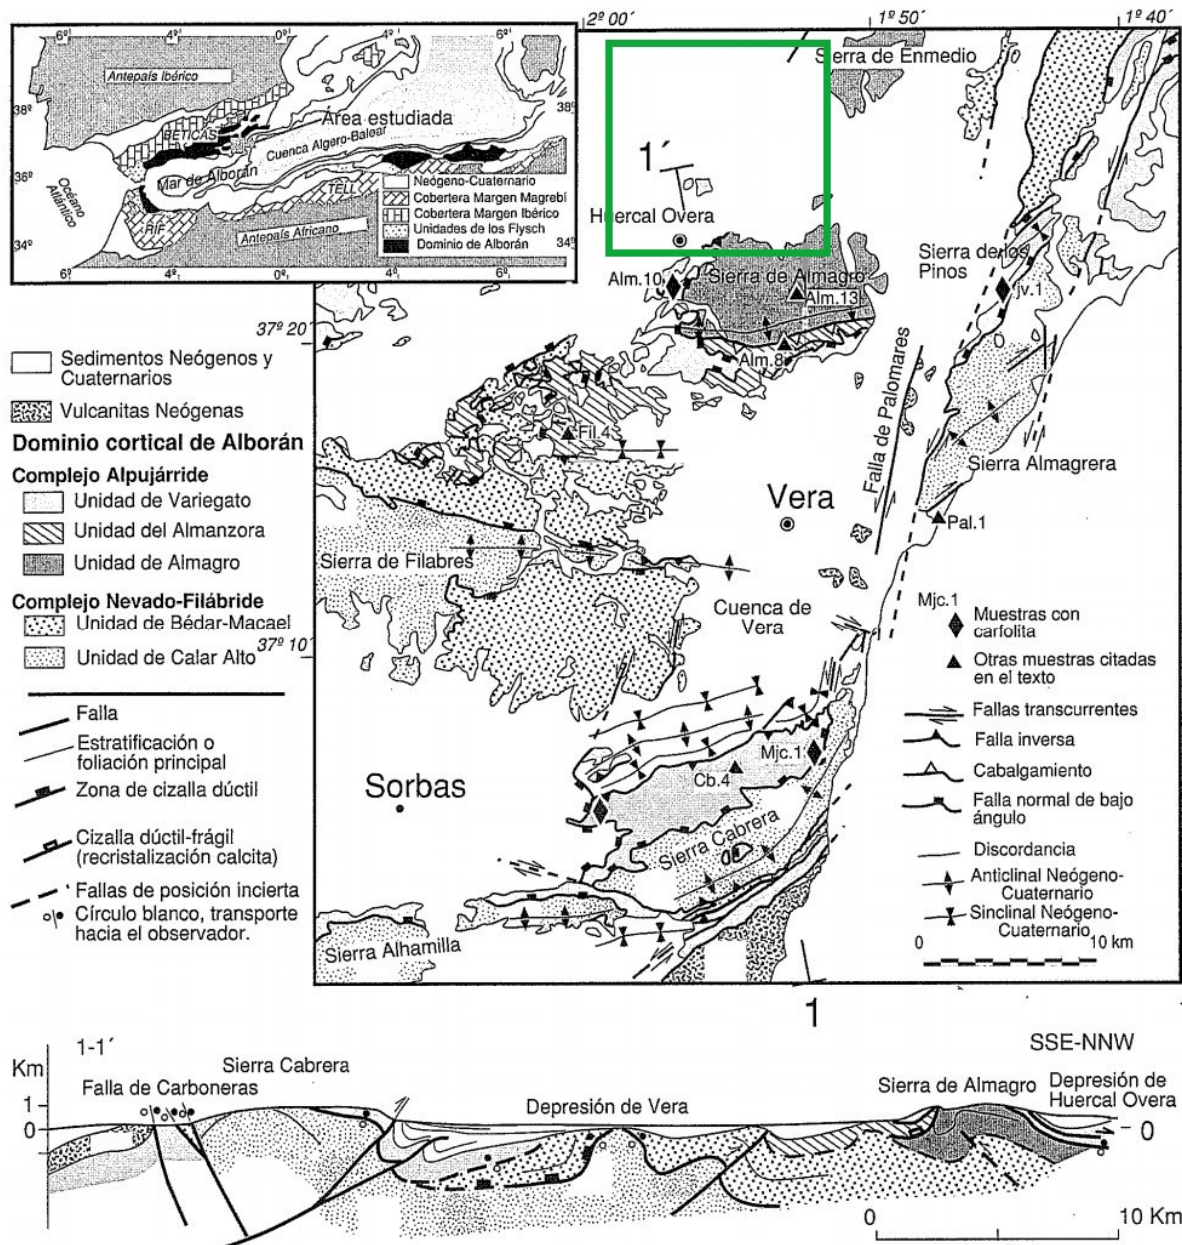 2º 00´
1º 50´
1º 40´
6º
4º
0º
4º
6º
Antepaís Ibérico
38º
38º
Sierra de Enmedio
Área estudiada
BETICAS
Cuenca Algero-Balear
36º
Mar de Alborán
Océano
Atlántico
TELL
RIF
Antepaís Africano
34º
34º
6º
4º
0º
4º
6º
Neógeno-Cuaternario
Cobertera Margen Magrebí
Cobertera Margen Ibérico
Unidades de los Flysch
Dominio de Alborán
1´
Huercal Overa
Sierra de los
Pinos
Sierra de Almagro
Alm.10
Alm.13
jv.1
37º 20´
Alm.8
Sedimentos Neógenos y
Cuaternarios
Vulcanitas Neógenas
Dominio cortical de Alborán
Complejo Alpujárride
Unidad de Variegato
Unidad del Almanzora
Unidad de Almagro
Complejo Nevado-Filábride
Unidad de Bédar-Macael
Unidad de Calar Alto
37º 10´
Falla
Estratificación o
foliación principal
Zona de cizalla dúctil
Cizalla dúctil-frágil
(recristalización calcita)
Fallas de posición incierta
Círculo blanco, transporte
hacia el observador.
Fil.4
Falla de Palomares
Sierra Almagrera
Vera
Pal.1
Sierra de Filabres
Cuenca de
Vera
Mjc.1
Muestras con
carfolita
Otras muestras citadas
en el texto
Fallas transcurrentes
Falla inversa
Cabalgamiento
Falla normal de bajo
ángulo
Discordancia
Anticlinal Neógeno-
Cuaternario
Sinclinal Neógeno-
Cuaternario
0 10 km
Mjc.1
Cb.4
Sorbas
Sierra Cabrera
Sierra Alhamilla
1
1-1´
SSE-NNW
Km
Sierra Cabrera
Falla de Carboneras
Depresión de Vera
Sierra de Almagro
Depresión de
Huercal Overa
1
0
0
0 10 Km